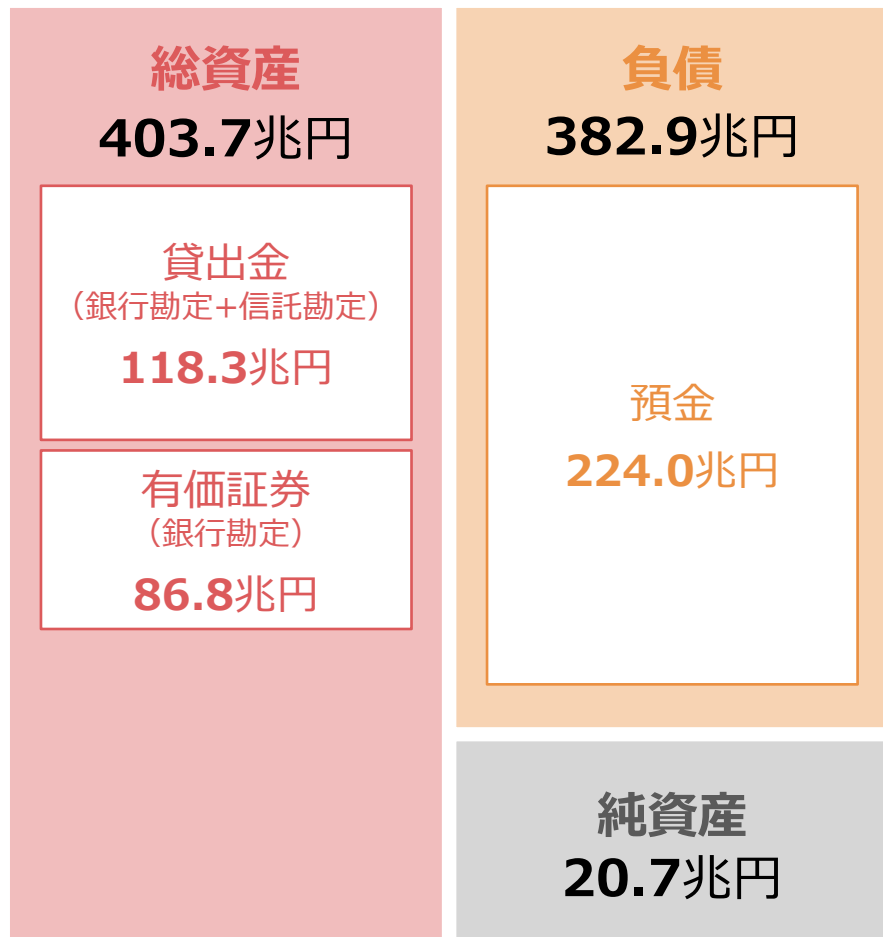 総資産
403.7兆円
貸出金
（銀行勘定+信託勘定）
118.3兆円
有価証券
（銀行勘定）
86.8兆円
負債
382.9兆円
預金
224.0兆円
純資産
20.7兆円